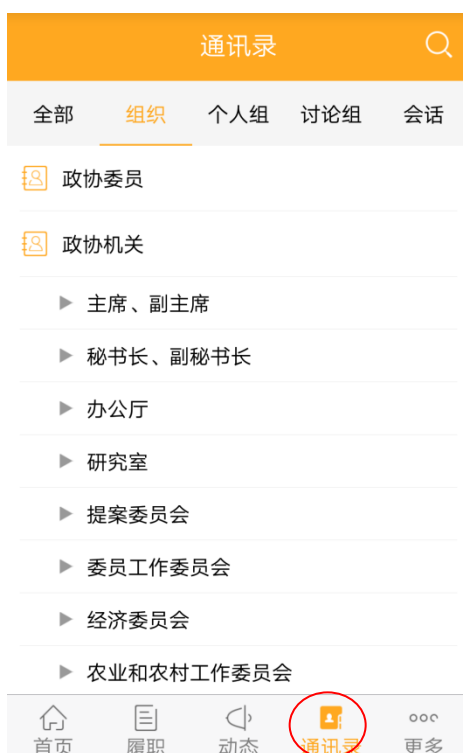 通讯录
全部 组织 个人组 讨论组 会话
政协委员
政协机关
主席、副主席
秘书长、副秘书长
办公厅
研究室
提案委员会
委员工作委员会
经济委员会
农业和农村工作委员会
首页 履职 动态 通讯录 更多